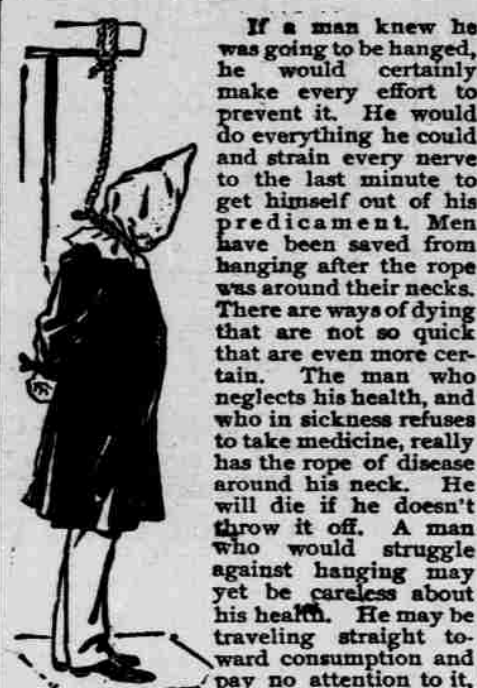 If a man knew he
was going to be hanged,
he would certainly
make every effort to
prevent it. He would
do everything he could
and strain every nerve
to the last minute to
get himself out of his
predicament. Men
have been saved from
hanging after the rope
was around their necks.
There are ways of dying
that are not so quick
that are even more cer-
tain. The man who
neglects his health, and
who in sickness refuses
to take medicine, really
has the rope of disease
around his neck. He
will die if he doesn't
throw it off. A man
who would struggle
against hanging may
yet be careless about
his health. He may be
traveling straight to-
ward consumption and
pay no attention to it,